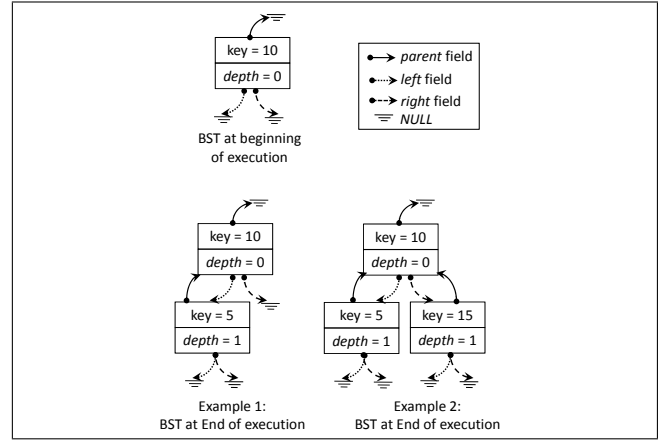 key = 10
depth = 0
BST at beginning
of execution
parent field
left field
right field
NULL
key = 10
depth = 0
key = 5
depth = 1
Example 1:
BST at End of execution
key = 10
depth = 0
key = 5
depth = 1
key = 15
depth = 1
Example 2:
BST at End of execution